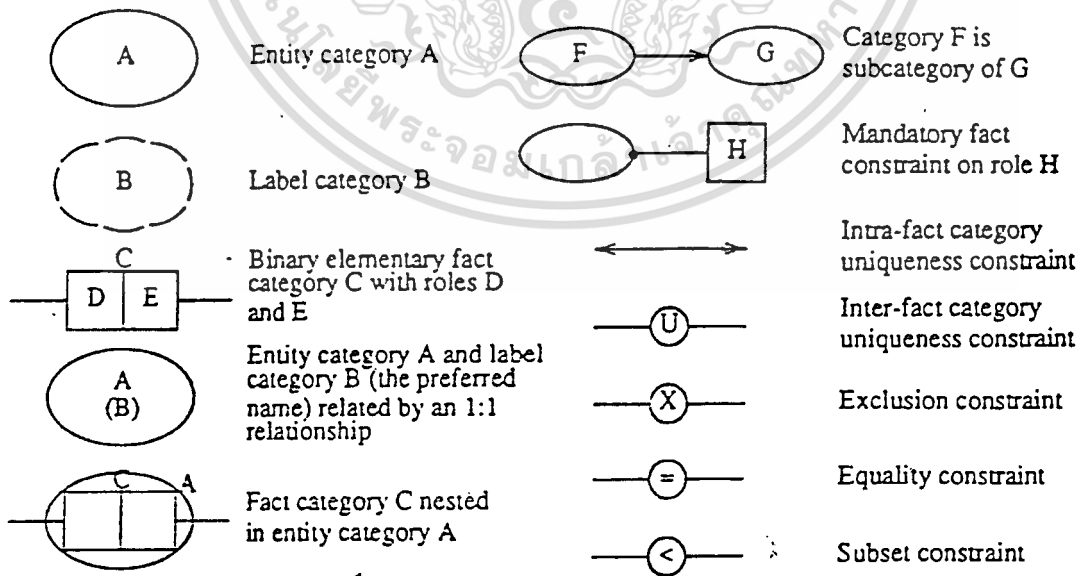 A
Entity category A
B
Label category B
C
D
E
Binary elementary fact
category C with roles D
and E
A
(B)
Entity category A and label
category B (the preferred
name) related by an 1:1
relationship
C
A
Fact category C nested
in entity category A
F
G
Category F is
subcategory of G
H
Mandatory fact
constraint on role H
Intra-fact category
uniqueness constraint
U
Inter-fact category
uniqueness constraint
X
Exclusion constraint
=
Equality constraint
<
Subset constraint